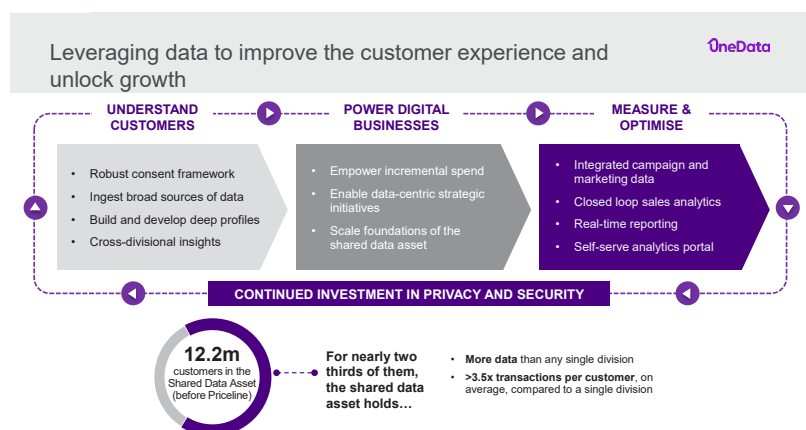 Leveraging data to improve the customer experience and
unlock growth
OneData
UNDERSTAND
CUSTOMERS
POWER DIGITAL
BUSINESSES
MEASURE &
OPTIMISE
• Robust consent framework
• Ingest broad sources of data
• Build and develop deep profiles
• Cross-divisional insights
• Empower incremental spend
• Enable data-centric strategic
initiatives
• Scale foundations of the
shared data asset
• Integrated campaign and
marketing data
• Closed loop sales analytics
• Real-time reporting
• Self-serve analytics portal
CONTINUED INVESTMENT IN PRIVACY AND SECURITY
12.2m
customers in the
Shared Data Asset
(before Priceline)
For nearly two
thirds of them,
the shared data
asset holds…
• More data than any single division
• >3.5x transactions per customer, on
average, compared to a single division